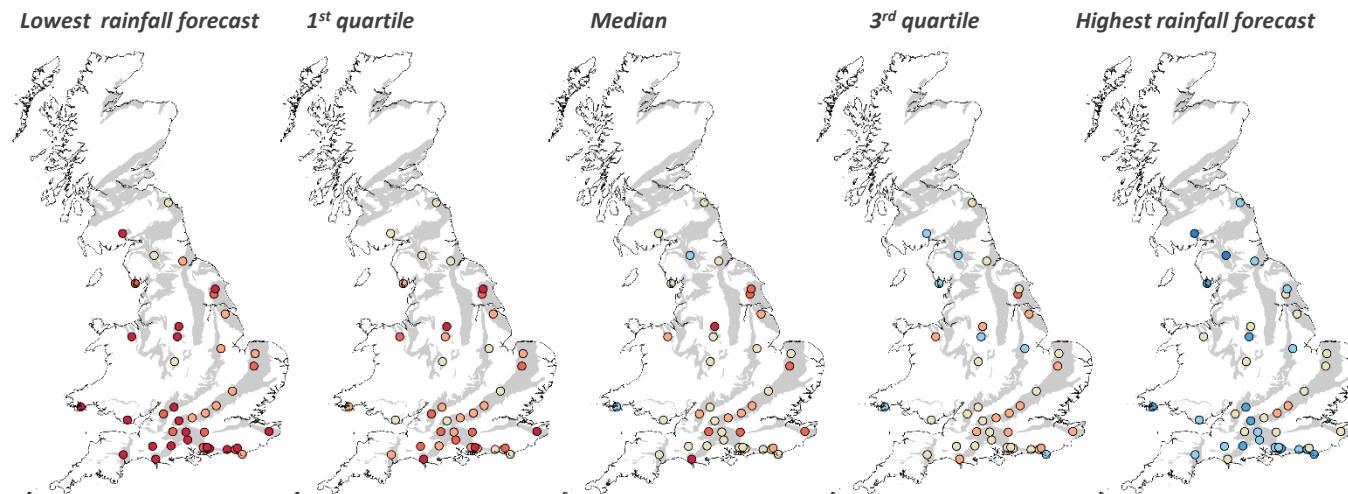 Lowest rainfall forecast
1st quartile
Median
3rd quartile
Highest rainfall forecast